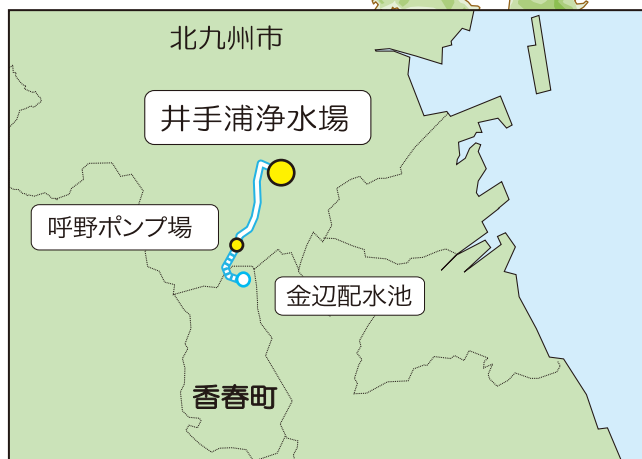 北九州市
井手浦浄水場
呼野ポンプ場
金辺配水池
香春町